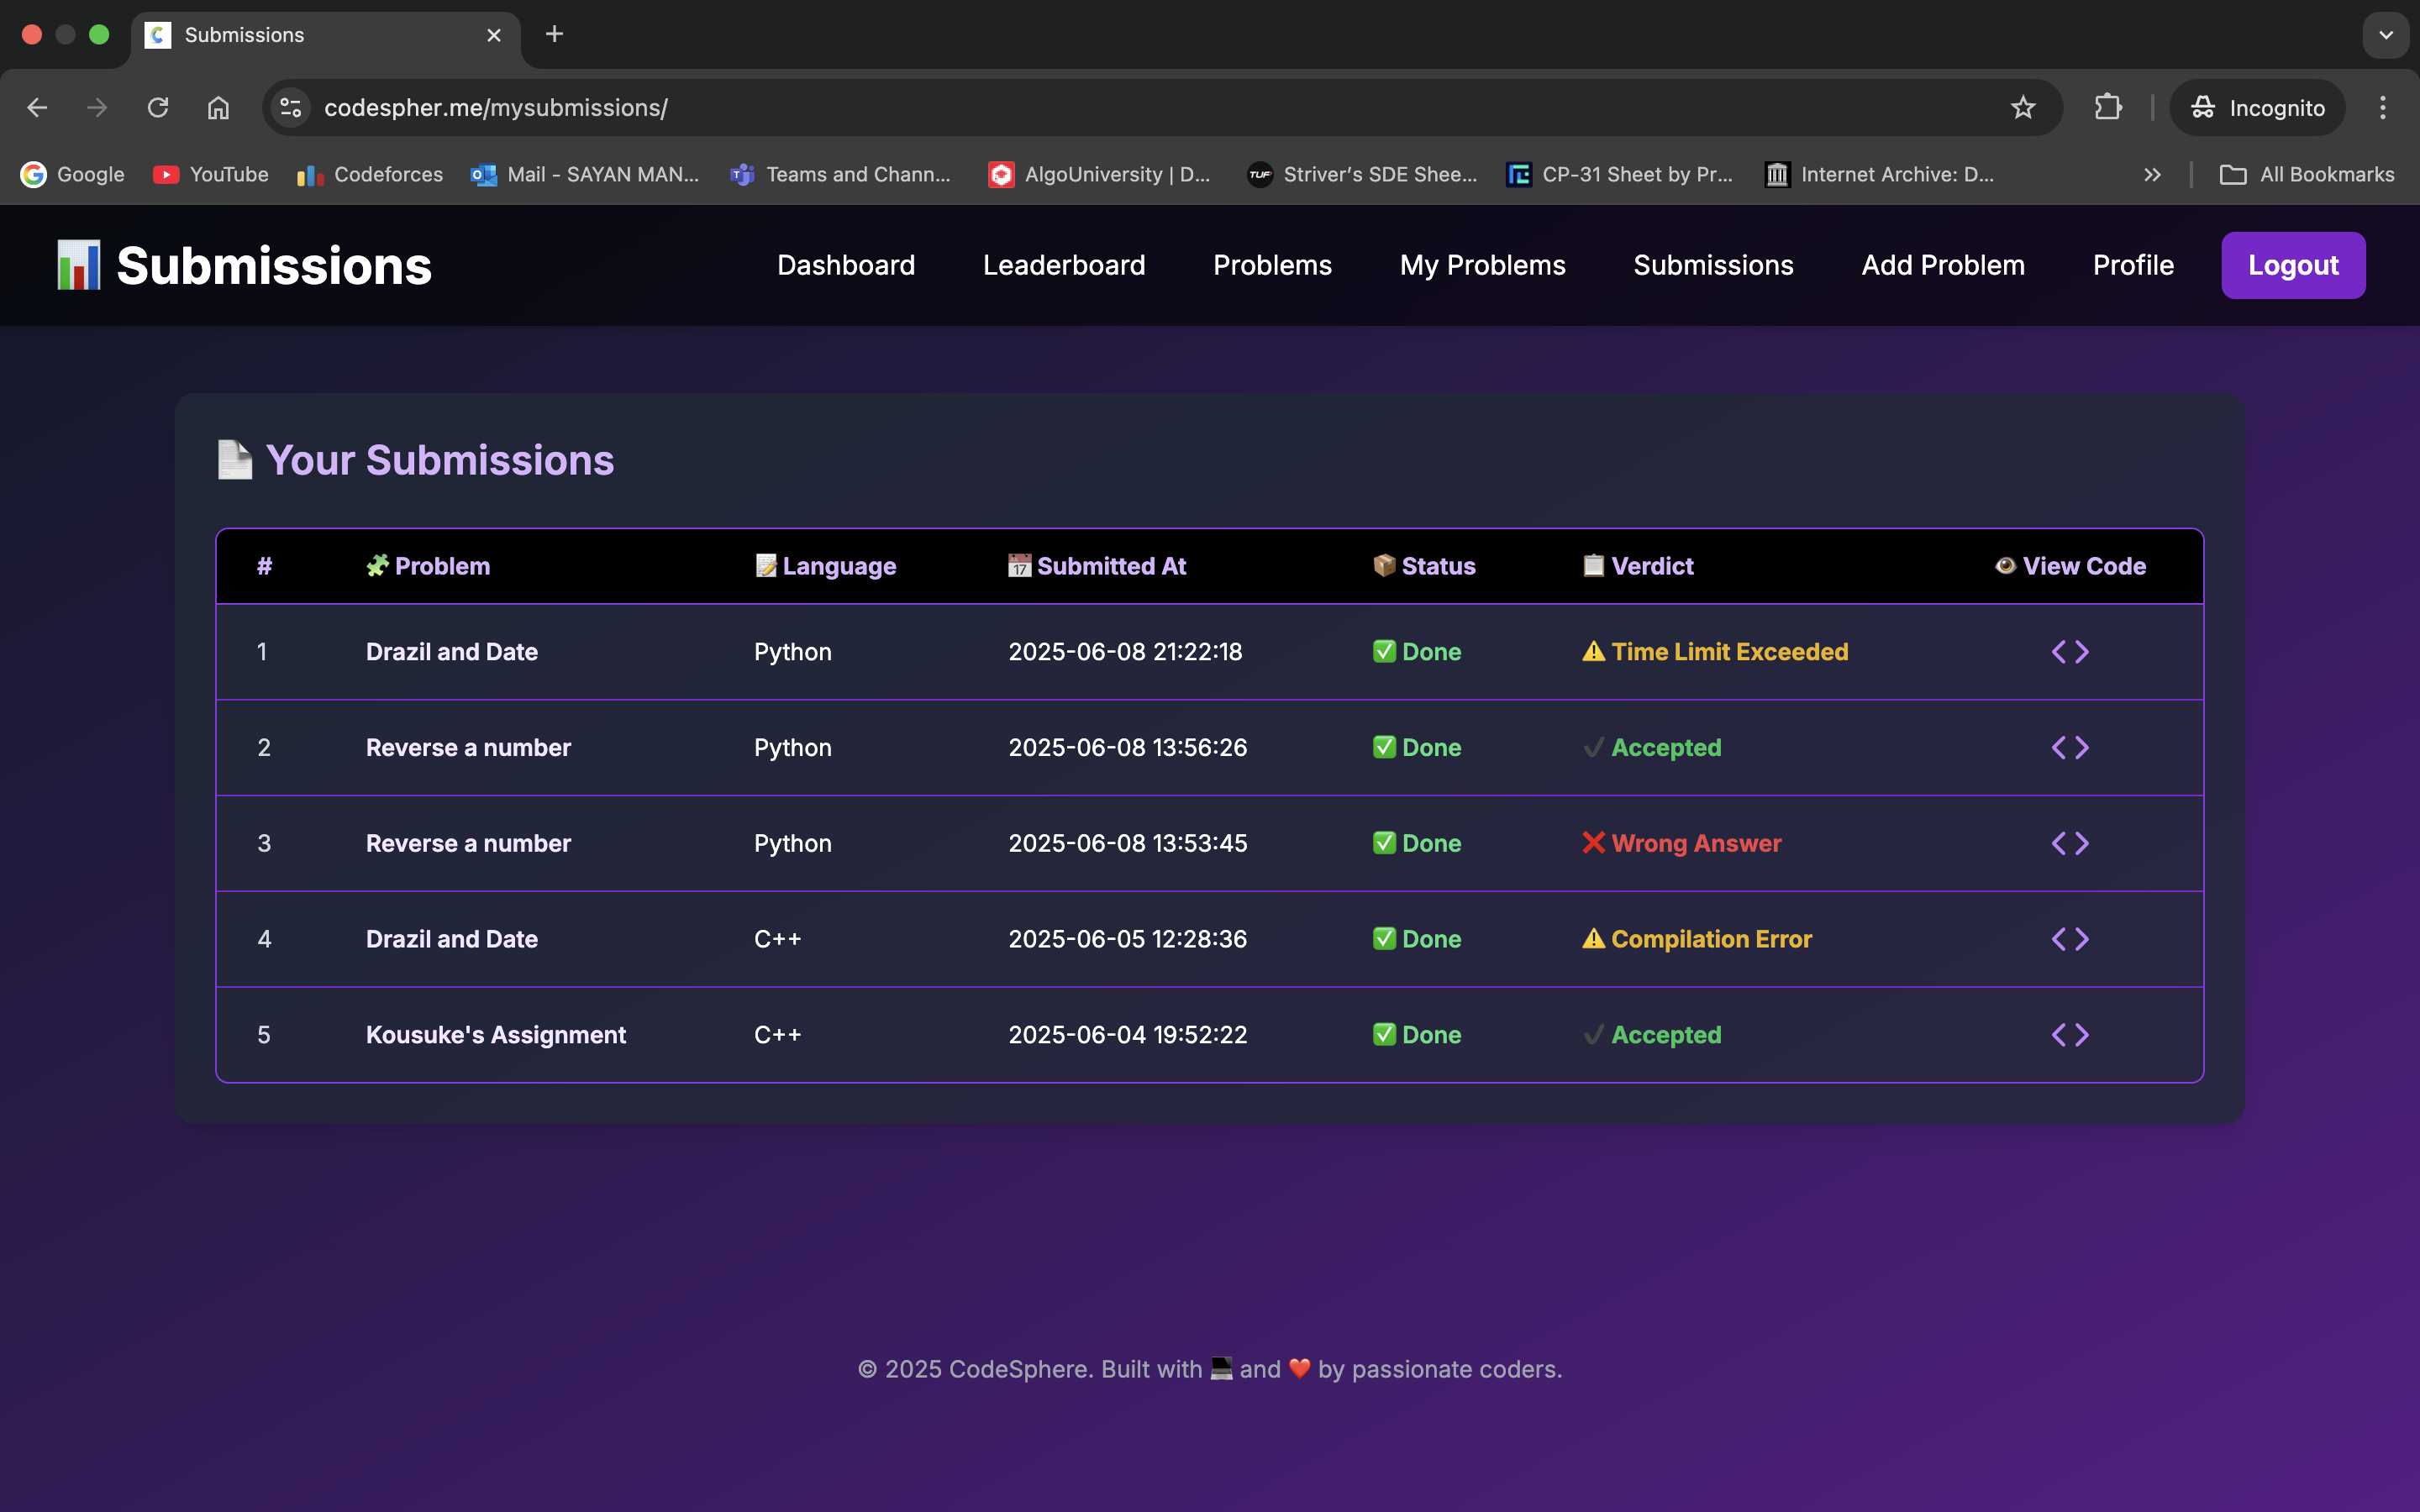 Submissions
codespher.me/mysubmissions/
Incognito
Google YouTube Codeforces Mail - SAYAN MAN... Teams and Chann... AlgoUniversity | D... Striver’s SDE Shee... CP-31 Sheet by Pr... Internet Archive: D... All Bookmarks
Submissions Dashboard Leaderboard Problems My Problems Submissions Add Problem Profile Logout
Your Submissions
# Problem Language Submitted At Status Verdict View Code
1 Drazil and Date Python 2025-06-08 21:22:18 Done Time Limit Exceeded
2 Reverse a number Python 2025-06-08 13:56:26 Done Accepted
3 Reverse a number Python 2025-06-08 13:53:45 Done Wrong Answer
4 Drazil and Date C++ 2025-06-05 12:28:36 Done Compilation Error
5 Kousuke's Assignment C++ 2025-06-04 19:52:22 Done Accepted
© 2025 CodeSphere. Built with 💻 and ❤️ by passionate coders.